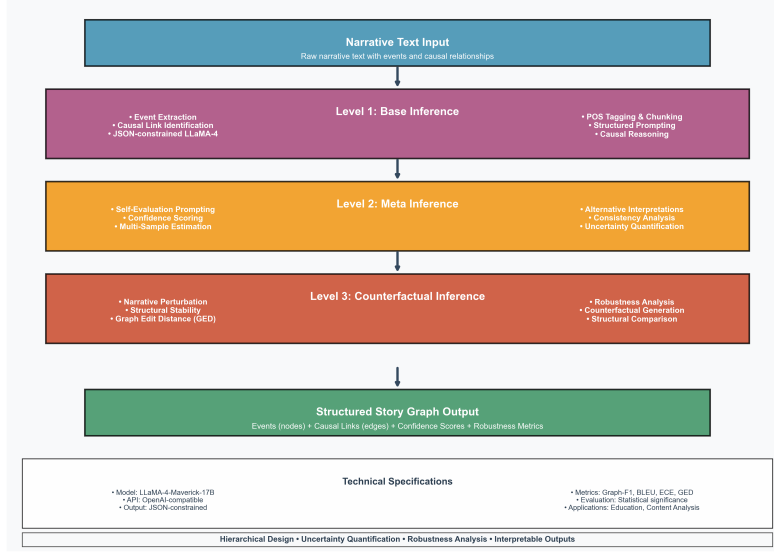 Narrative Text Input
Raw narrative text with events and causal relationships
Level 1: Base Inference
• Event Extraction
• Causal Link Identification
• JSON-constrained LLaMA-4
• POS Tagging & Chunking
• Structured Prompting
• Causal Reasoning
Level 2: Meta Inference
• Self-Evaluation Prompting
• Confidence Scoring
• Multi-Sample Estimation
• Alternative Interpretations
• Consistency Analysis
• Uncertainty Quantification
Level 3: Counterfactual Inference
• Narrative Perturbation
• Structural Stability
• Graph Edit Distance (GED)
• Robustness Analysis
• Counterfactual Generation
• Structural Comparison
Structured Story Graph Output
Events (nodes) + Causal Links (edges) + Confidence Scores + Robustness Metrics
Technical Specifications
• Model: LLaMA-4-Maverick-17B
• API: OpenAI-compatible
• Output: JSON-constrained
• Metrics: Graph-F1, BLEU, ECE, GED
• Evaluation: Statistical significance
• Applications: Education, Content Analysis
Hierarchical Design • Uncertainty Quantification • Robustness Analysis • Interpretable Outputs